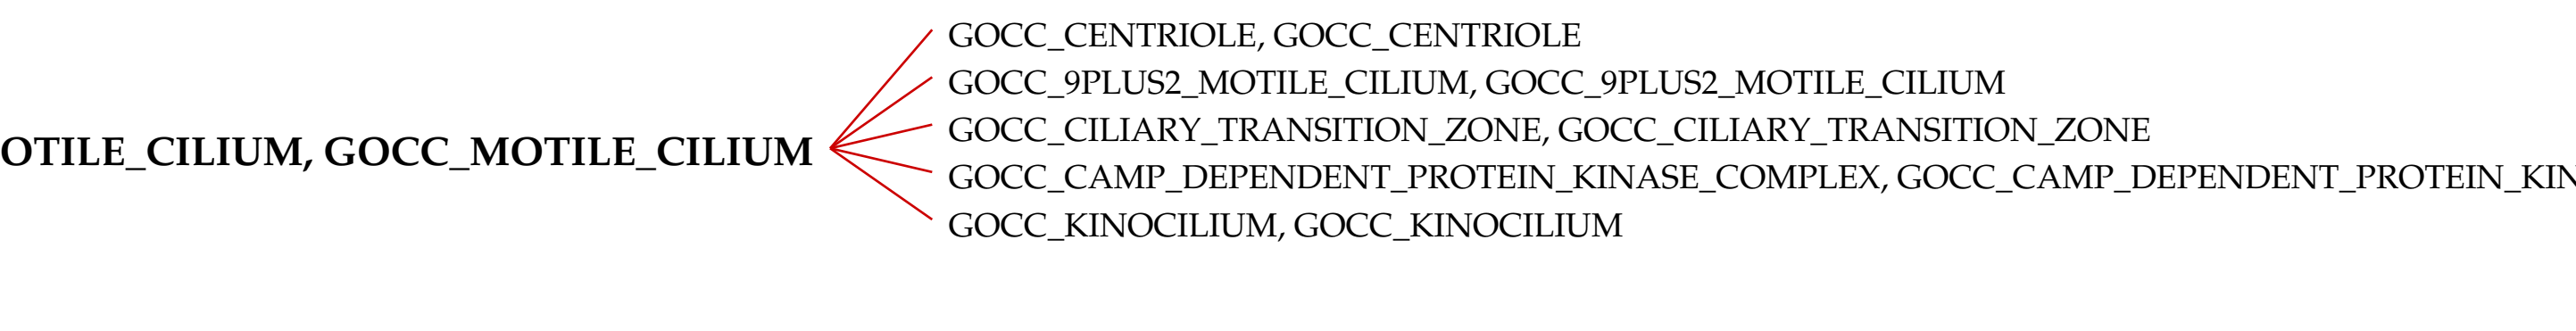 GOCC_CENTRIOLE, GOCC_CENTRIOLE
GOCC_9PLUS2_MOTILE_CILIUM, GOCC_9PLUS2_MOTILE_CILIUM
GOCC_CILIARY_TRANSITION_ZONE, GOCC_CILIARY_TRANSITION_ZONE
OTILE_CILIUM, GOCC_MOTILE_CILIUM
GOCC_CAMP_DEPENDENT_PROTEIN_KINASE_COMPLEX, GOCC_CAMP_DEPENDENT_PROTEIN_KIN
GOCC_KINOCILIUM, GOCC_KINOCILIUM